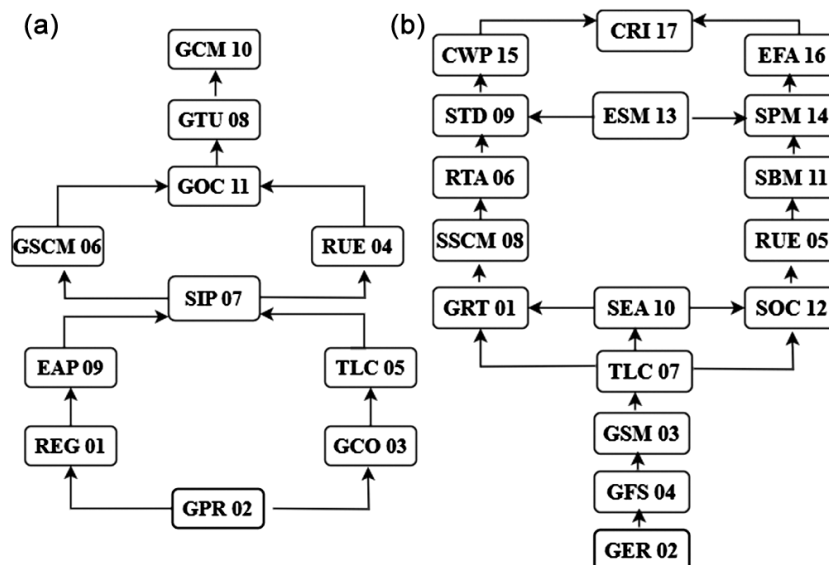 (a)
GCM 10
GTU 08
GOC 11
GSCM 06
RUE 04
SIP 07
EAP 09
TLC 05
REG 01
GCO 03
GPR 02
(b)
CRI 17
CWP 15
EFA 16
STD 09
ESM 13
SPM 14
RTA 06
SBM 11
SSCM 08
RUE 05
GRT 01
SEA 10
SOC 12
TLC 07
GSM 03
GFS 04
GER 02